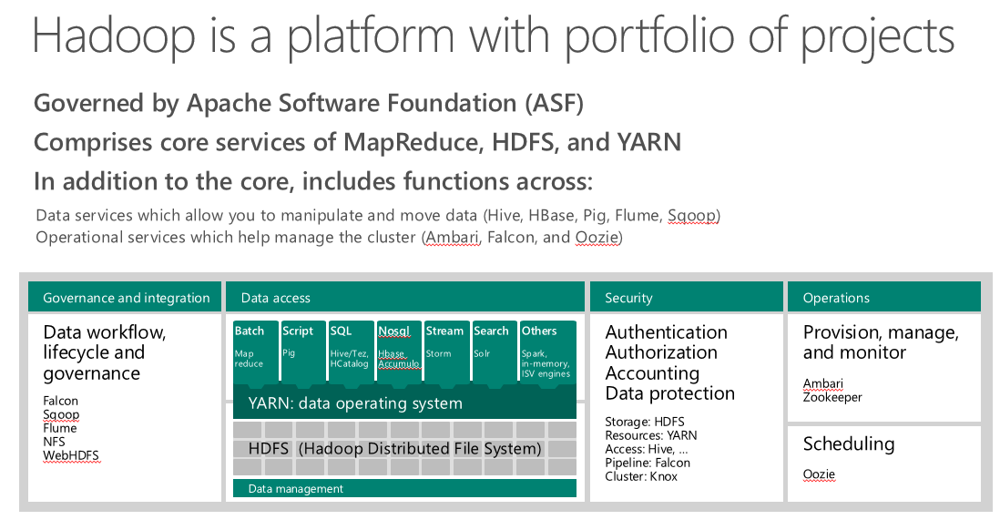 Hadoop is a platform with portfolio of projects
Governed by Apache Software Foundation (ASF)
Comprises core services of MapReduce, HDFS, and YARN
In addition to the core, includes functions across:
Data services which allow you to manipulate and move data (Hive, HBase, Pig, Flume, Sqoop)
Operational services which help manage the cluster (Ambari, Falcon, and Oozie)
Governance and integration
Data workflow,
lifecycle and
governance
Falcon
Sqoop
Flume
NFS
WebHDFS
Data access
Batch
Map
reduce
Script
Pig
SQL
Hive/Tez,
HCatalog
Nosql
Hbase
Accumulo
Stream
Storm
Search
Solr
Others
Spark,
in-memory,
ISV engines
YARN: data operating system
HDFS (Hadoop Distributed File System)
Data management
Security
Authentication
Authorization
Accounting
Data protection
Storage: HDFS
Resources: YARN
Access: Hive, ...
Pipeline: Falcon
Cluster: Knox
Operations
Provision, manage,
and monitor
Ambari
Zookeeper
Scheduling
Oozie